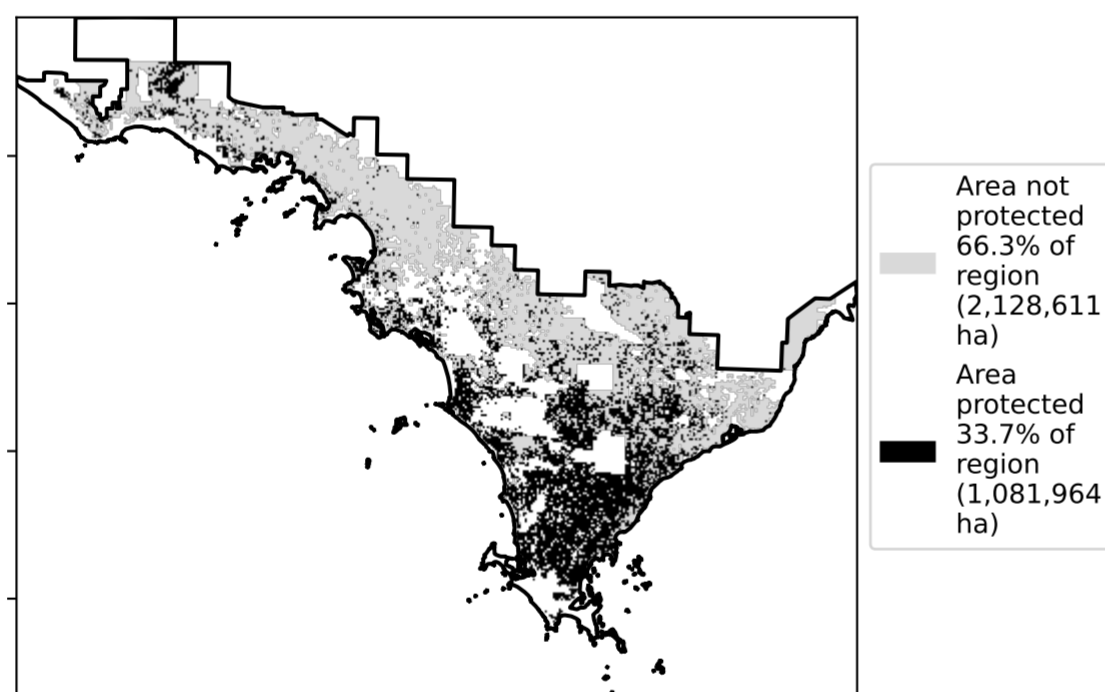 Area not
protected
66.3% of
region
(2,128,611
ha)
Area
protected
33.7% of
region
(1,081,964
ha)